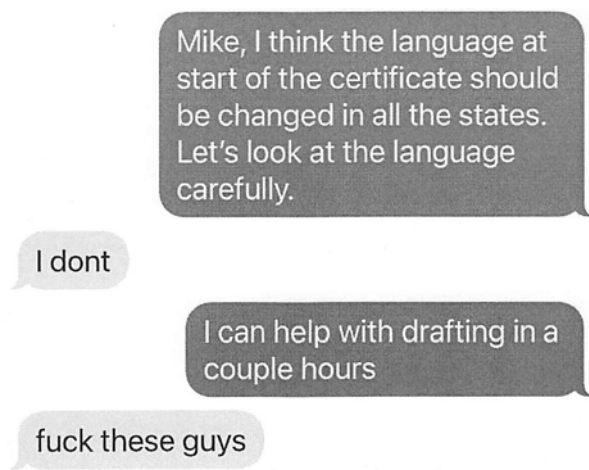 Mike, I think the language at
start of the certificate should
be changed in all the states.
Let's look at the language
carefully.
I dont
I can help with drafting in a
couple hours
fuck these guys